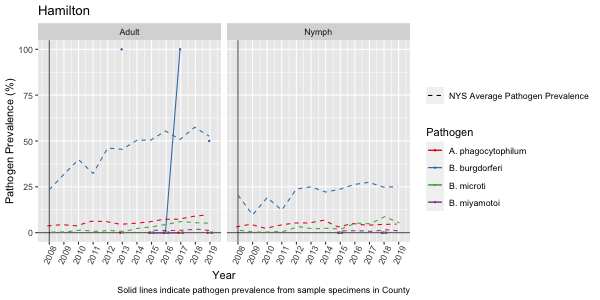 Hamilton
Adult
Nymph
Pathogen Prevalence (%)
100
75
50
25
0
2008 2009 2010 2011 2012 2013 2014 2015 2016 2017 2018 2019
2008 2009 2010 2011 2012 2013 2014 2015 2016 2017 2018 2019
Year
Solid lines indicate pathogen prevalence from sample specimens in County
NYS Average Pathogen Prevalence
Pathogen
A. phagocytophilum
B. burgdorferi
B. microti
B. miyamotoi